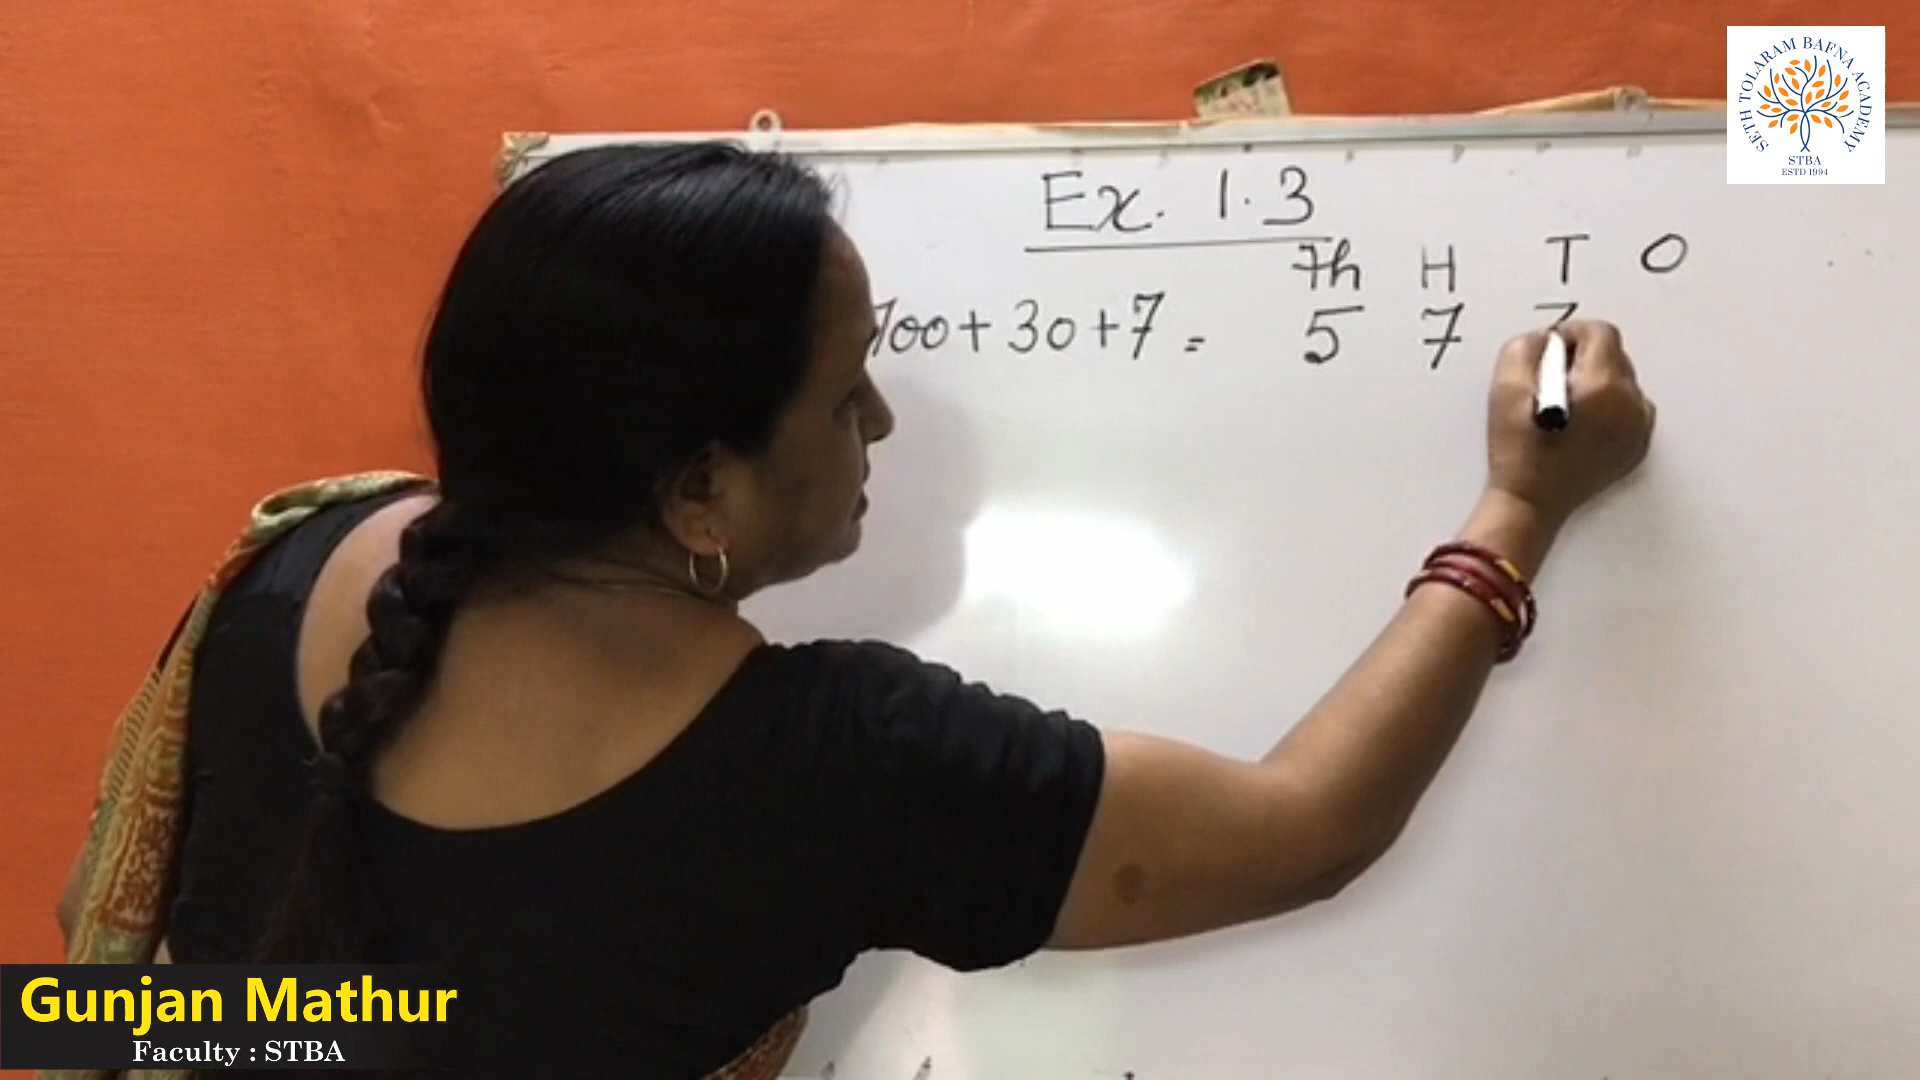 SETH TOLARAM BAFNA ACADEMY
STBA
ESTD 1994
Ex. 1.3
Th H T O
700+30+7 = 5 7
Gunjan Mathur
Faculty : STBA